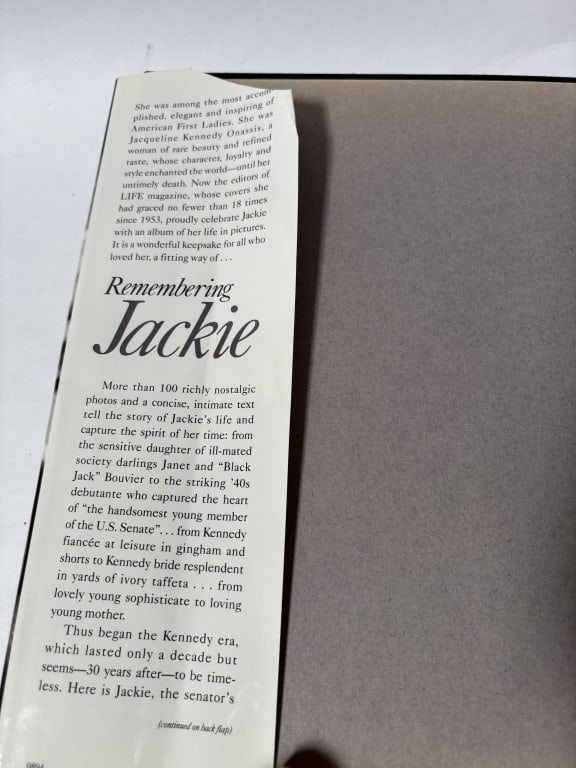 She was among the most accom-
plished, elegant and inspiring of
American First Ladies. She was
Jacqueline Kennedy Onassis, a
woman of rare beauty and refined
taste, whose character, loyalty and
style enchanted the world—until her
untimely death. Now the editors of
LIFE magazine, whose covers she
had graced no fewer than 18 times
since 1953, proudly celebrate Jackie
with an album of her life in pictures.
It is a wonderful keepsake for all who
loved her, a fitting way of . . .
Remembering
Jackie
More than 100 richly nostalgic
photos and a concise, intimate text
tell the story of Jackie's life and
capture the spirit of her time: from
the sensitive daughter of ill-mated
society darlings Janet and “Black
Jack” Bouvier to the striking '40s
debutante who captured the heart
of “the handsomest young member
of the U.S. Senate”. . . from Kennedy
fiancée at leisure in gingham and
shorts to Kennedy bride resplendent
in yards of ivory taffeta . . . from
lovely young sophisticate to loving
young mother.
Thus began the Kennedy era,
which lasted only a decade but
seems—30 years after—to be time-
less. Here is Jackie, the senator's
(continued on back flap)